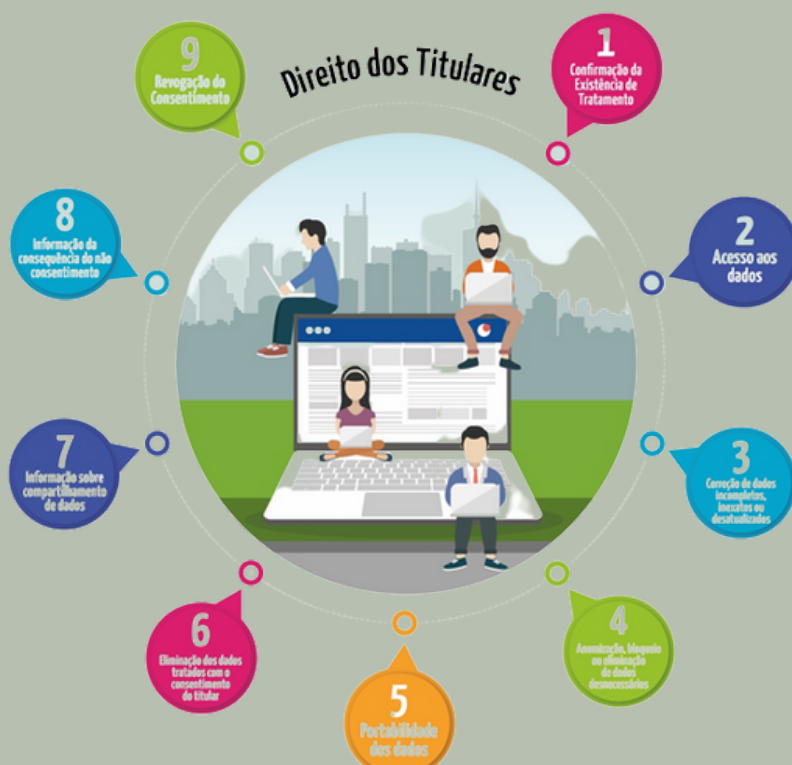 Direito dos Titulares
1
Confirmação da
Existência de
Tratamento
2
Acesso aos
dados
3
Correção de dados
incompletos,
inexatos ou
desatualizados
4
Anomização, bloqueio
ou eliminação
de dados
desnecessários
5
Portabilidade
dos dados
6
Eliminação dos dados
tratados com o
consentimento
do titular
7
Informação sobre
compartilhamento
de dados
8
Informação da
consequência do não
consentimento
9
Revogação do
Consentimento